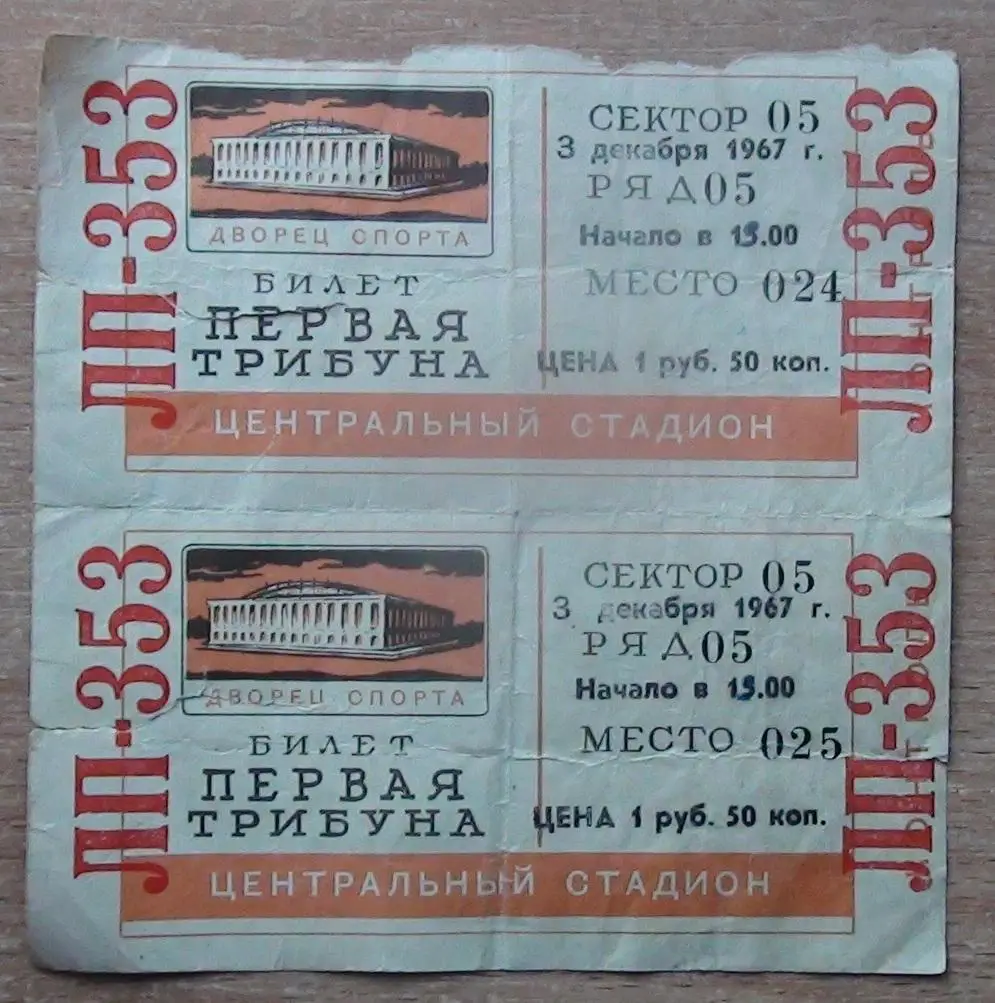 ЛП-353
ДВОРЕЦ СПОРТА
БИЛЕТ
ПЕРВАЯ
ТРИБУНА
СЕКТОР 05
3 декабря 1967 г.
РЯД 05
Начало в 15.00
МЕСТО 024
ЦЕНА 1 руб. 50 коп.
ЦЕНТРАЛЬНЫЙ СТАДИОН
ЛП-353
ЛП-353
ДВОРЕЦ СПОРТА
БИЛЕТ
ПЕРВАЯ
ТРИБУНА
СЕКТОР 05
3 декабря 1967 г.
РЯД 05
Начало в 15.00
МЕСТО 025
ЦЕНА 1 руб. 50 коп.
ЦЕНТРАЛЬНЫЙ СТАДИОН
ЛП-353